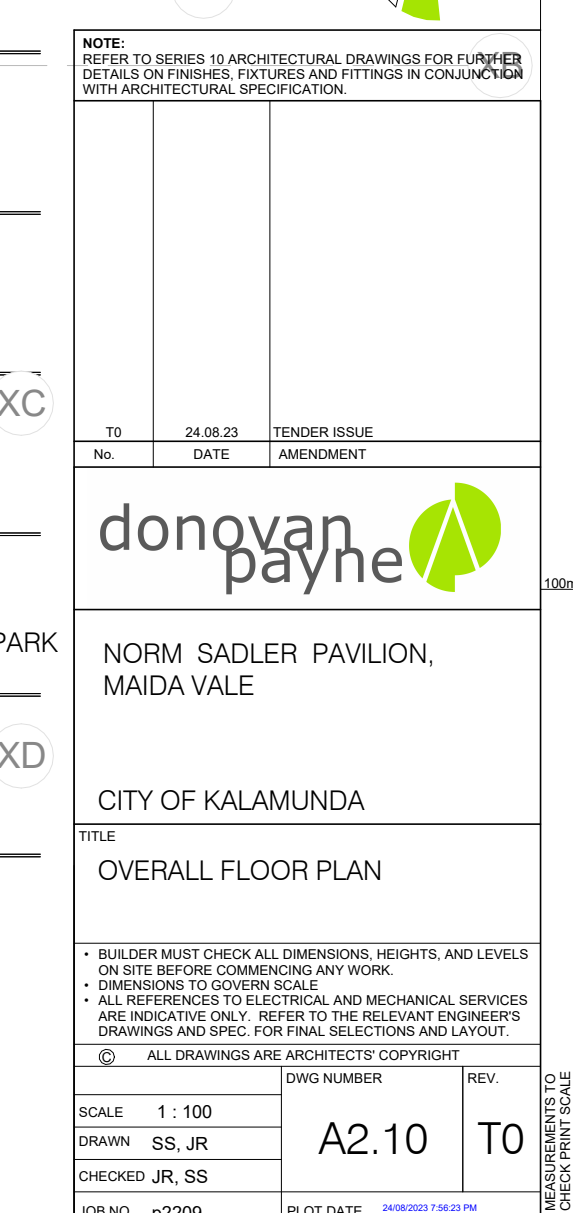 NOTE:
REFER TO SERIES 10 ARCHITECTURAL DRAWINGS FOR FURTHER
DETAILS ON FINISHES, FIXTURES AND FITTINGS IN CONJUNCTION
WITH ARCHITECTURAL SPECIFICATION.
XB
XC
T0 24.08.23 TENDER ISSUE
No. DATE AMENDMENT
donovan
payne
100m
PARK
NORM SADLER PAVILION,
MAIDA VALE
XD
CITY OF KALAMUNDA
TITLE
OVERALL FLOOR PLAN
• BUILDER MUST CHECK ALL DIMENSIONS, HEIGHTS, AND LEVELS
ON SITE BEFORE COMMENCING ANY WORK.
• DIMENSIONS TO GOVERN SCALE
• ALL REFERENCES TO ELECTRICAL AND MECHANICAL SERVICES
ARE INDICATIVE ONLY. REFER TO THE RELEVANT ENGINEER'S
DRAWINGS AND SPEC. FOR FINAL SELECTIONS AND LAYOUT.
© ALL DRAWINGS ARE ARCHITECTS' COPYRIGHT
DWG NUMBER REV.
SCALE 1 : 100
A2.10 T0
DRAWN SS, JR
CHECKED JR, SS
JOB NO. p2209 PLOT DATE 24/08/2023 7:56:23 PM
MEASUREMENTS TO
CHECK PRINT SCALE